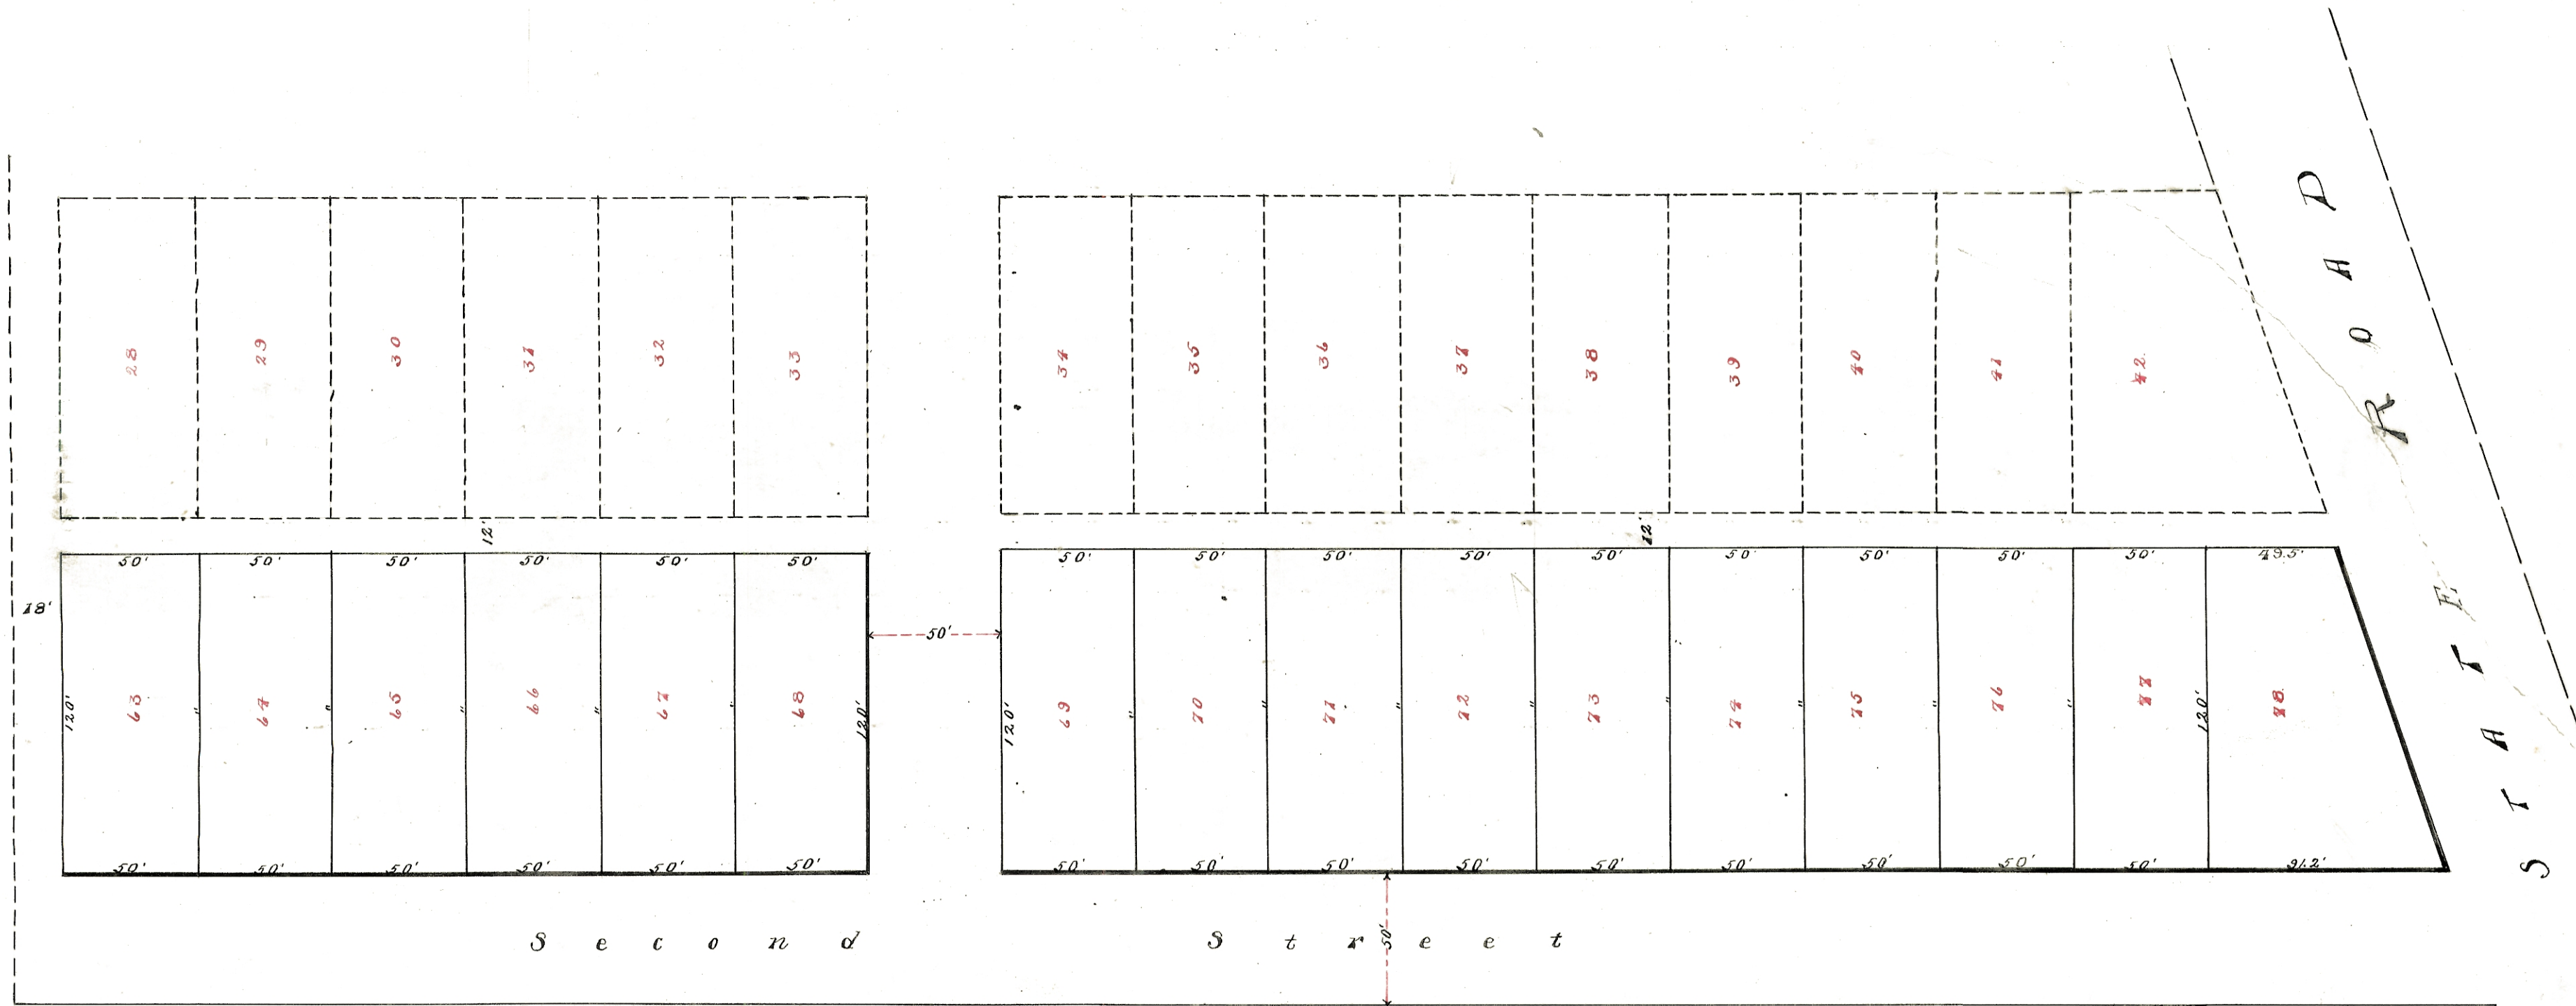 28 29 30 31 32 33 34 35 36 37 38 39 40 41 42
12' 12'
50' 50' 50' 50' 50' 50' 50' 50' 50' 50' 50' 50' 50' 50' 50' 49.5'
18'
50'
63 64 65 66 67 68 69 70 71 72 73 74 75 76 77 78
120' " " " " " 120' 120' " " " " " " " " 120'
50' 50' 50' 50' 50' 50' 50' 50' 50' 50' 50' 50' 50' 50' 50' 91.2'
Second Street
50'
STATE ROAD